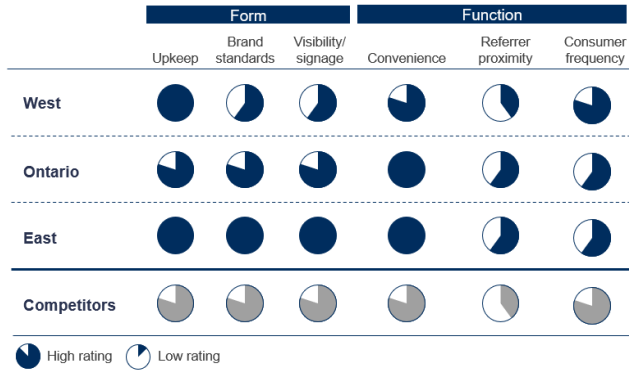 Form Function
Upkeep Brand standards Visibility/ signage Convenience Referrer proximity Consumer frequency
West
Ontario
East
Competitors
High rating Low rating